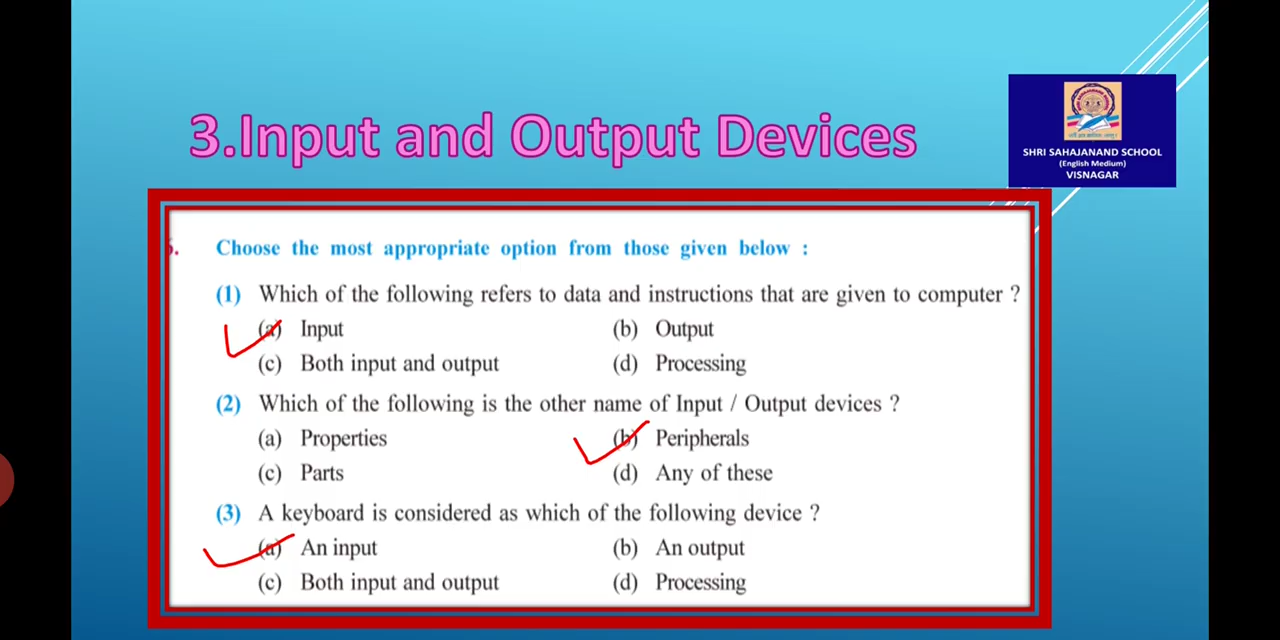 3.Input and Output Devices
SHRI SAHAJANAND SCHOOL
(English Medium)
VISNAGAR
Choose the most appropriate option from those given below :
(1) Which of the following refers to data and instructions that are given to computer ?
(a) Input (b) Output
(c) Both input and output (d) Processing
(2) Which of the following is the other name of Input / Output devices ?
(a) Properties (b) Peripherals
(c) Parts (d) Any of these
(3) A keyboard is considered as which of the following device ?
(a) An input (b) An output
(c) Both input and output (d) Processing